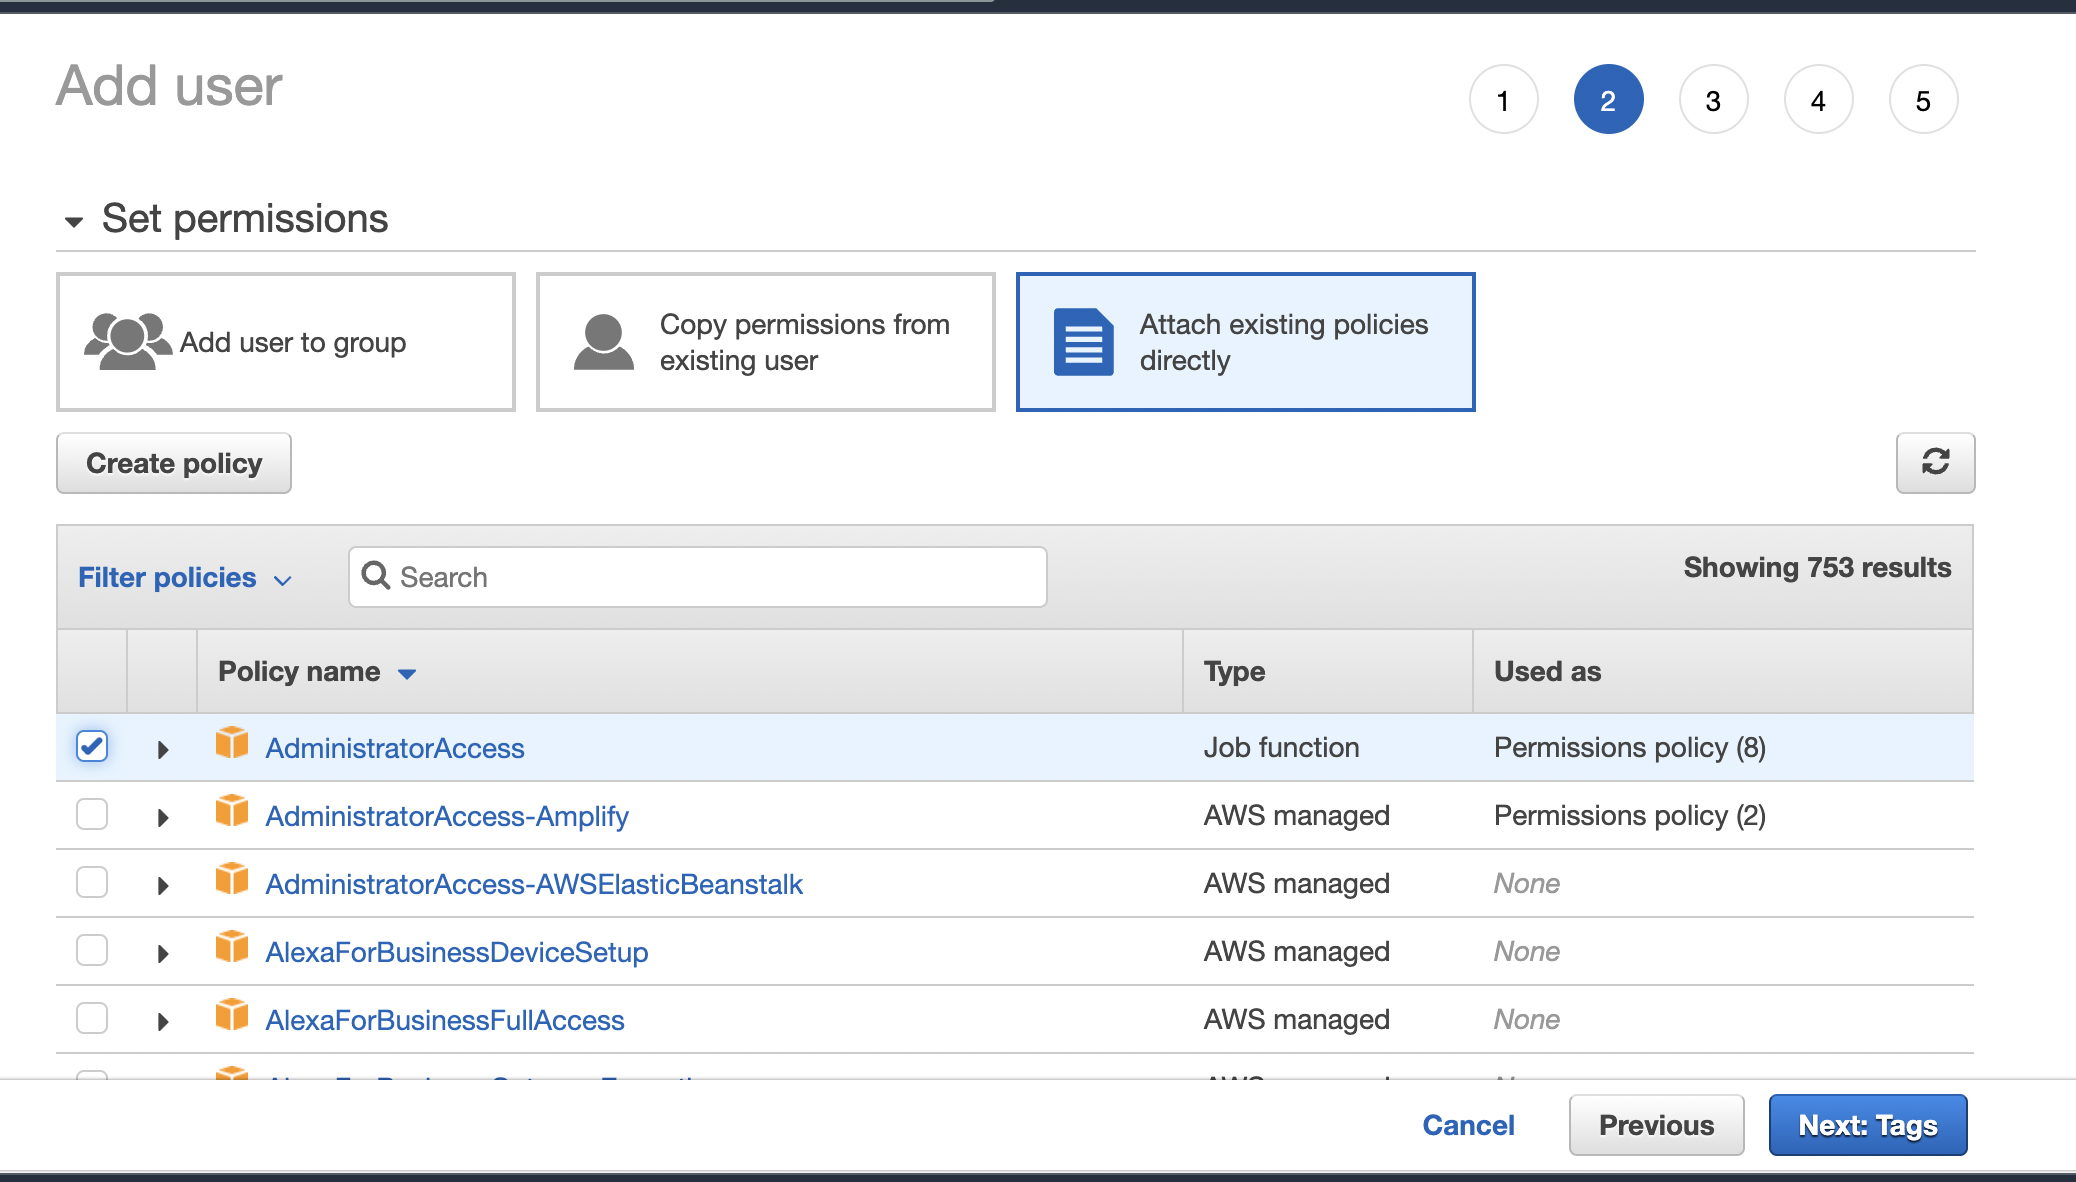 Add user
1 2 3 4 5
Set permissions
Add user to group
Copy permissions from
existing user
Attach existing policies
directly
Create policy
Filter policies
Search
Showing 753 results
Policy name Type Used as
AdministratorAccess Job function Permissions policy (8)
AdministratorAccess-Amplify AWS managed Permissions policy (2)
AdministratorAccess-AWSElasticBeanstalk AWS managed None
AlexaForBusinessDeviceSetup AWS managed None
AlexaForBusinessFullAccess AWS managed None
Cancel Previous Next: Tags